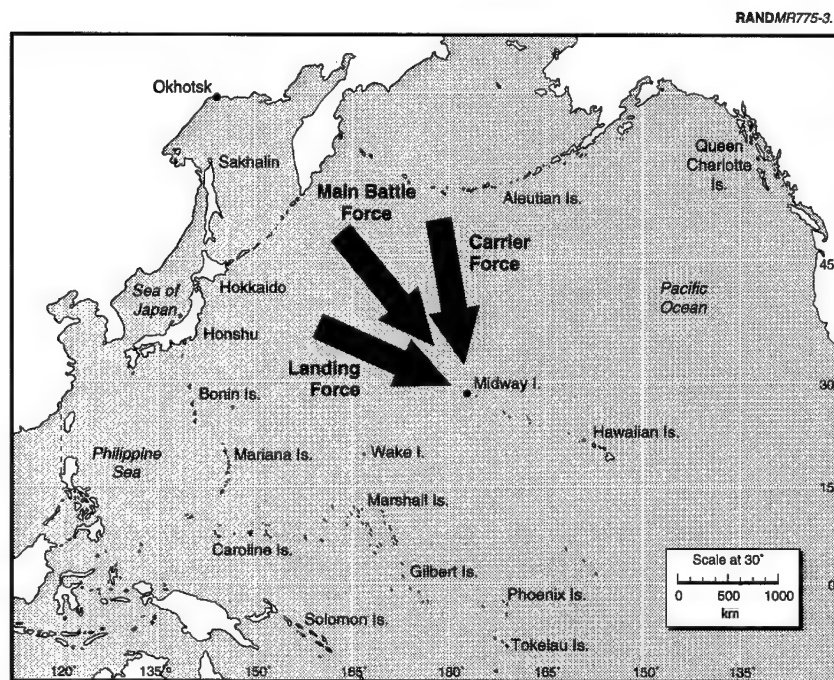 RANDMR775-3.
Okhotsk
Sakhalin
Queen
Charlotte
Is.
Main Battle
Force
Aleutian Is.
Carrier
Force
45
Sea of
Japan
Hokkaido
Pacific
Ocean
Honshu
Landing
Force
Midway I.
30
Bonin Is.
Hawaiian Is.
Philippine
Sea
Mariana Is.
Wake I.
15
Marshall Is.
Caroline Is.
Gilbert Is.
Scale at 30°
0 500 1000
km
0
Phoenix Is.
Solomon Is.
Tokelau Is.
120° 135° 150° 165° 180° 165° 150° 135°